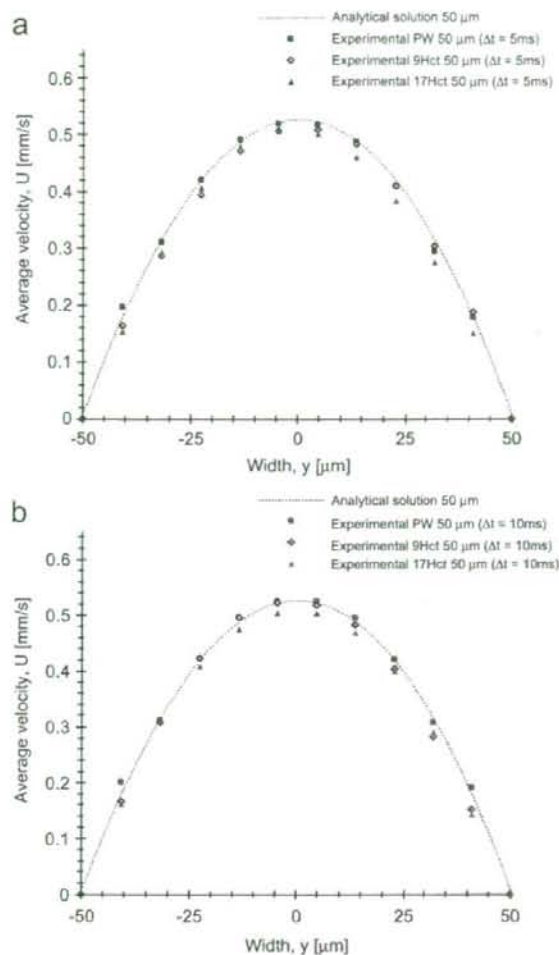 a
Analytical solution 50 μm
Experimental PW 50 μm (Δt = 5ms)
Experimental 9Hct 50 μm (Δt = 5ms)
Experimental 17Hct 50 μm (Δt = 5ms)
0.6
0.5
0.4
0.3
0.2
0.1
0
Average velocity, U [mm/s]
-50
-25
0
25
50
Width, y [μm]
b
Analytical solution 50 μm
Experimental PW 50 μm (Δt = 10ms)
Experimental 9Hct 50 μm (Δt = 10ms)
Experimental 17Hct 50 μm (Δt = 10ms)
0.6
0.5
0.4
0.3
0.2
0.1
0
Average velocity, U [mm/s]
-50
-25
0
25
50
Width, y [μm]